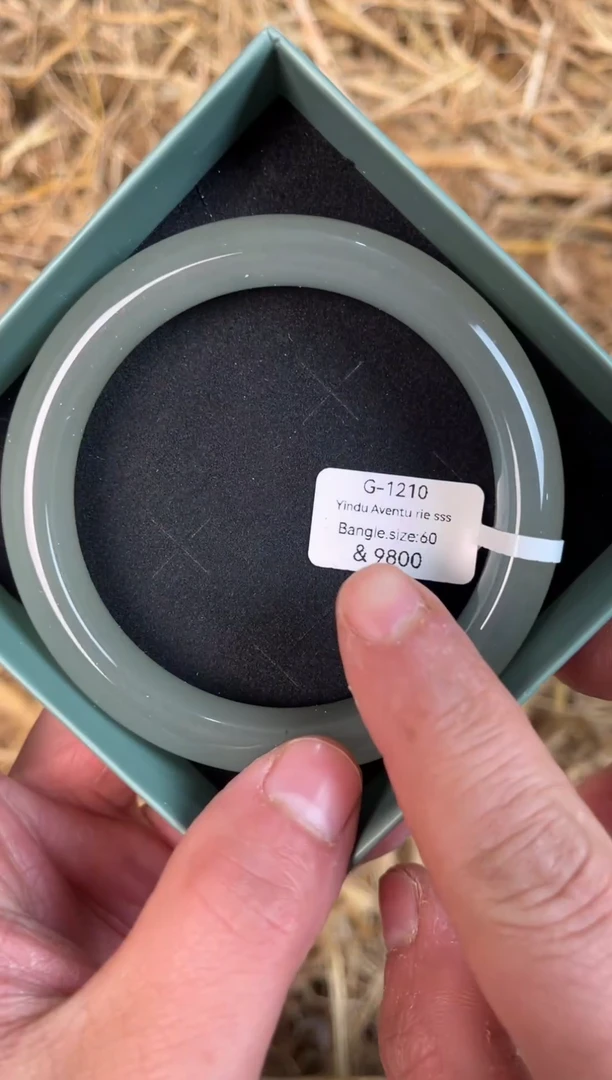 G-1210
Yindu Aventu rie sss
Bangle.size:60
& 9800